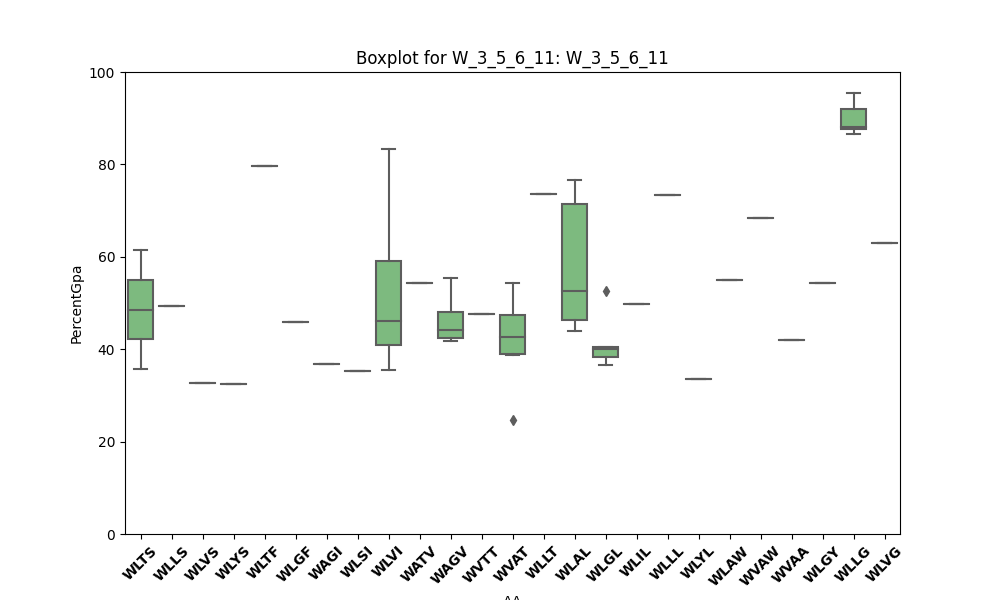 Boxplot for W_3_5_6_11: W_3_5_6_11
100
80
60
40
20
0
PercentGpa
WLTS
WLLS
WLVS
WLYS
WLTF
WLGF
WAGI
WLSI
WLVI
WATV
WAGV
WVTT
WVAT
WLLT
WLAL
WLGL
WLIL
WLLL
WLYL
WLAW
WVAW
WVAA
WLGY
WLLG
WLVG